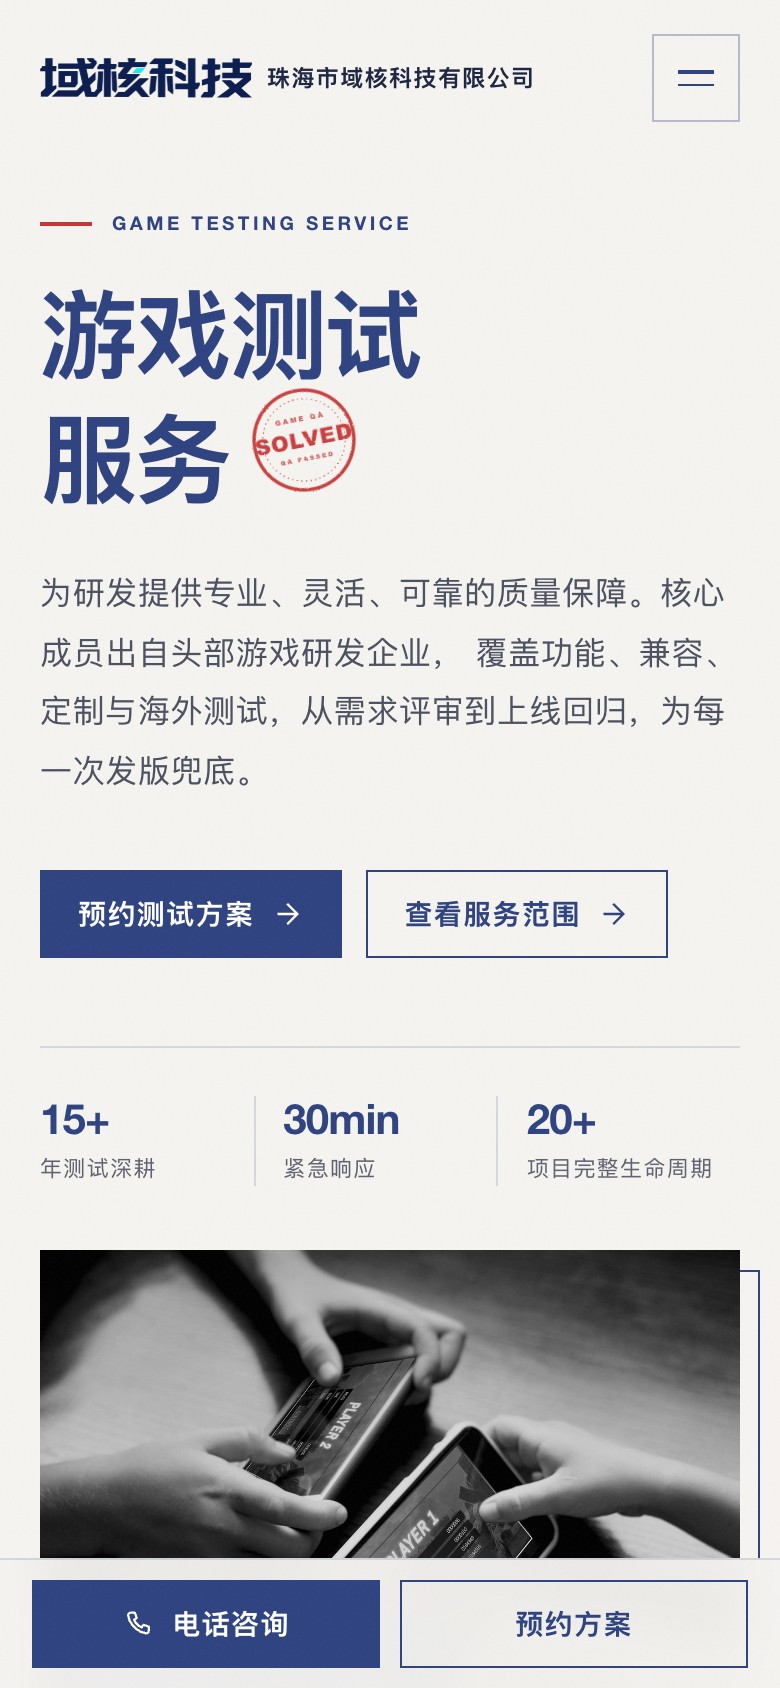 域核科技 珠海市域核科技有限公司
GAME TESTING SERVICE
游戏测试
服务
GAME QA
SOLVED
QA PASSED
为研发提供专业、灵活、可靠的质量保障。核心
成员出自头部游戏研发企业， 覆盖功能、兼容、
定制与海外测试，从需求评审到上线回归，为每
一次发版兜底。
预约测试方案 → 查看服务范围 →
15+ 30min 20+
年测试深耕 紧急响应 项目完整生命周期
PLAYER 2
PLAYER 1
电话咨询 预约方案